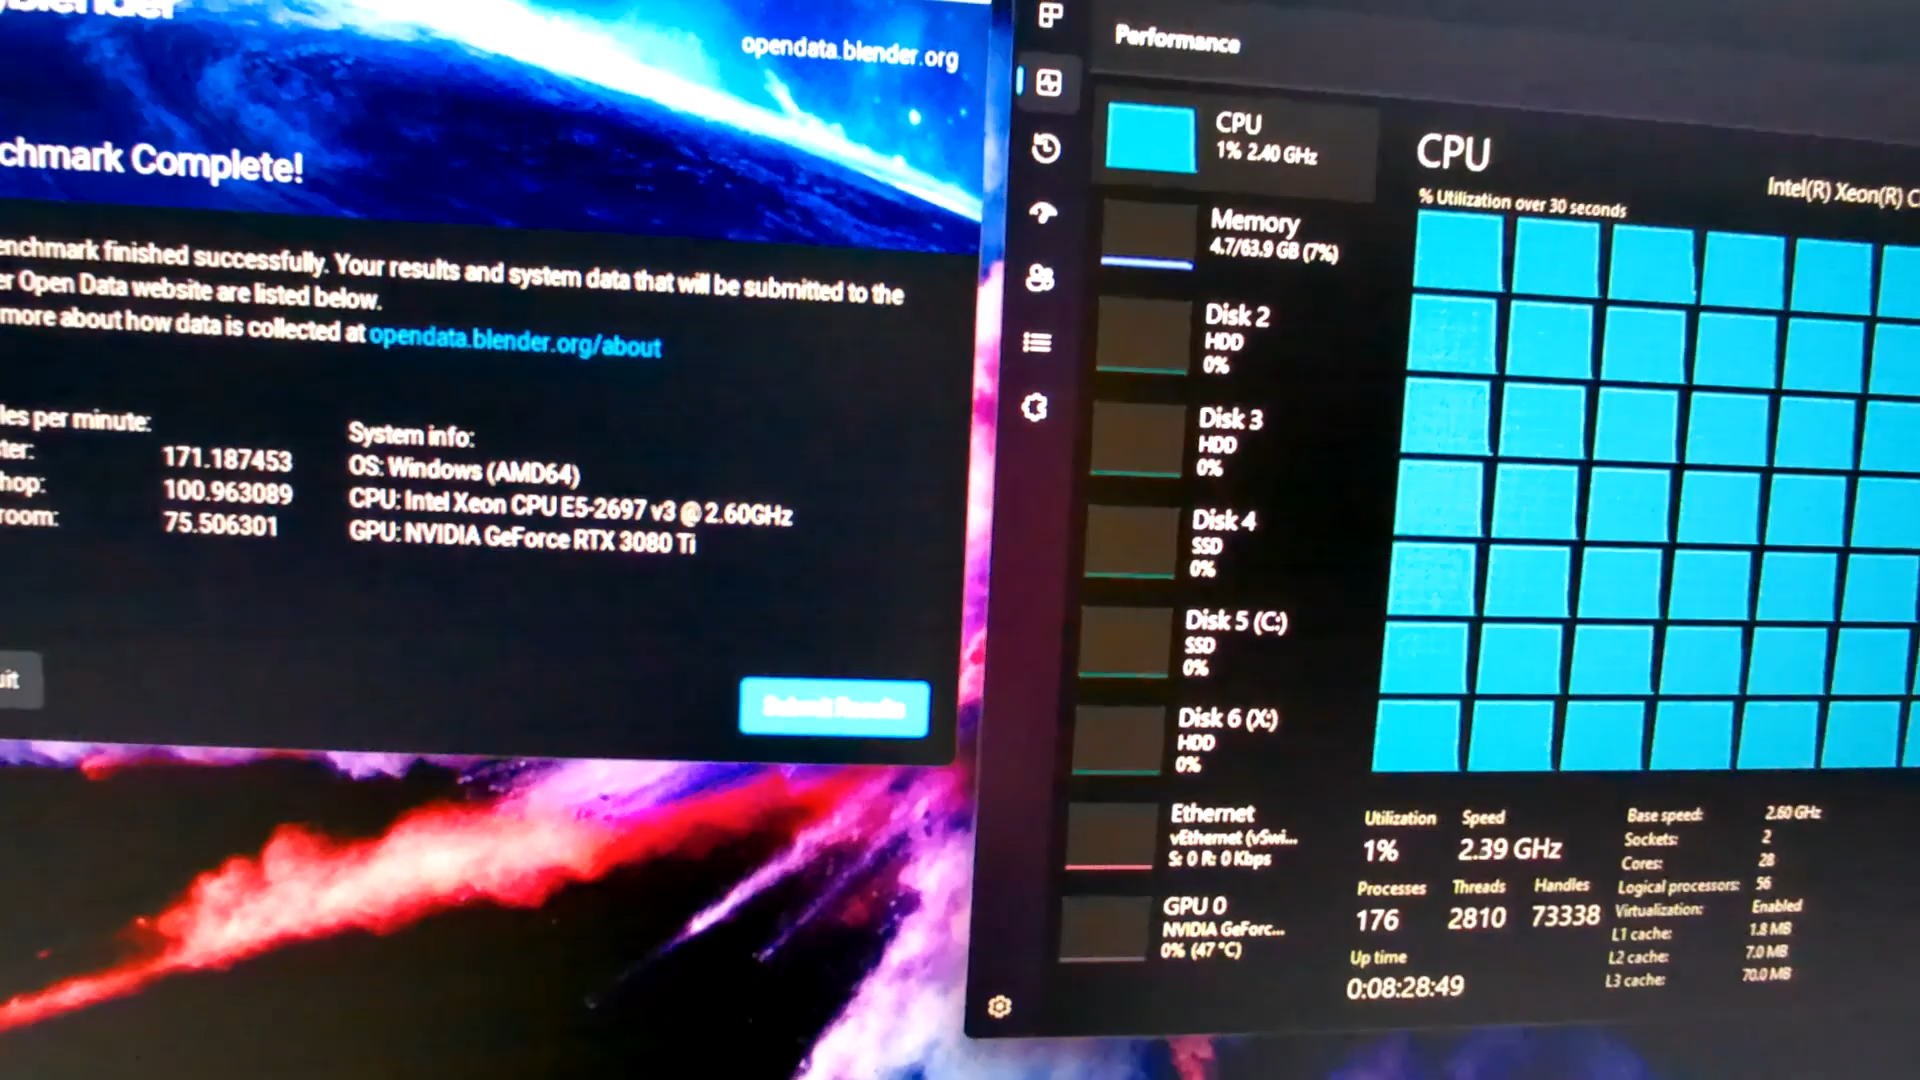 opendata.blender.org
chmark Complete!
enchmark finished successfully. Your results and system data that will be submitted to the
er Open Data website are listed below.
more about how data is collected at opendata.blender.org/about
les per minute:
ter: 171.187453
hop: 100.963089
room: 75.506301
System info:
OS: Windows (AMD64)
CPU: Intel Xeon CPU E5-2697 v3 @ 2.60GHz
GPU: NVIDIA GeForce RTX 3080 Ti
uit
Submit Results
Performance
CPU
1% 2.40 GHz
Memory
4.7/63.9 GB (7%)
Disk 2
HDD
0%
Disk 3
HDD
0%
Disk 4
SSD
0%
Disk 5 (C:)
SSD
0%
Disk 6 (X:)
HDD
0%
Ethernet
vEthernet (vSwi...
S: 0 R: 0 Kbps
GPU 0
NVIDIA GeForc...
0% (47 °C)
CPU
Intel(R) Xeon(R) C
% Utilization over 30 seconds
Utilization Speed
1% 2.39 GHz
Processes Threads Handles
176 2810 73338
Up time
0:08:28:49
Base speed: 2.60 GHz
Sockets: 2
Cores: 28
Logical processors: 56
Virtualization: Enabled
L1 cache: 1.8 MB
L2 cache: 7.0 MB
L3 cache: 70.0 MB